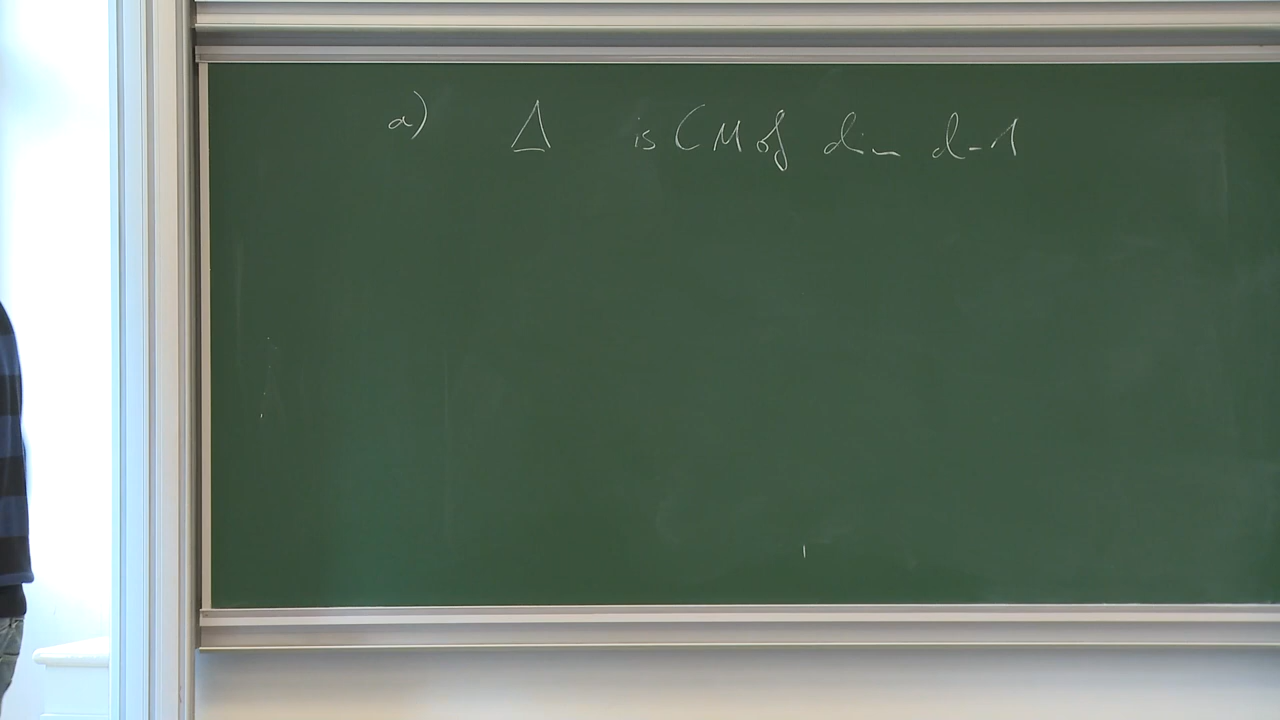 a) Δ is CM of dim d-1